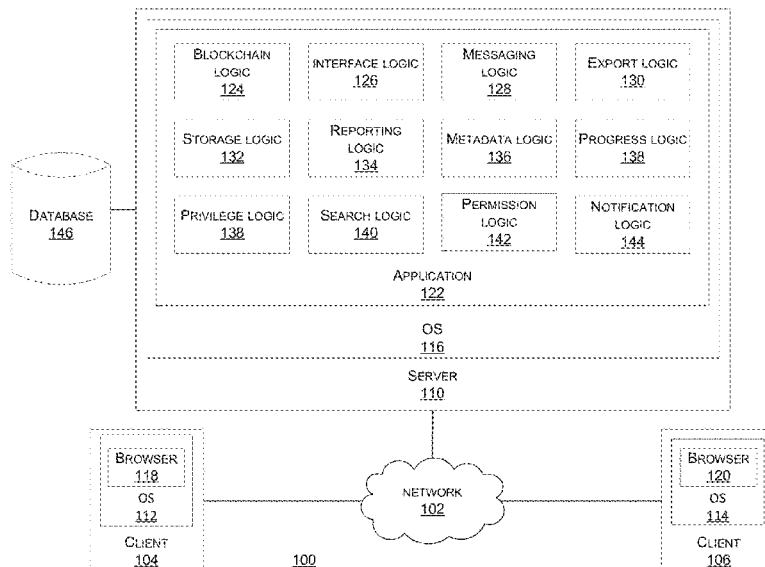 BLOCKCHAIN
LOGIC
124
INTERFACE LOGIC
126
MESSAGING
LOGIC
128
EXPORT LOGIC
130
STORAGE LOGIC
132
REPORTING
LOGIC
134
METADATA LOGIC
136
PROGRESS LOGIC
138
PRIVILEGE LOGIC
138
SEARCH LOGIC
140
PERMISSION
LOGIC
142
NOTIFICATION
LOGIC
144
APPLICATION
122
OS
116
SERVER
110
DATABASE
146
BROWSER
118
OS
112
CLIENT
104
NETWORK
102
BROWSER
120
OS
114
CLIENT
106
100